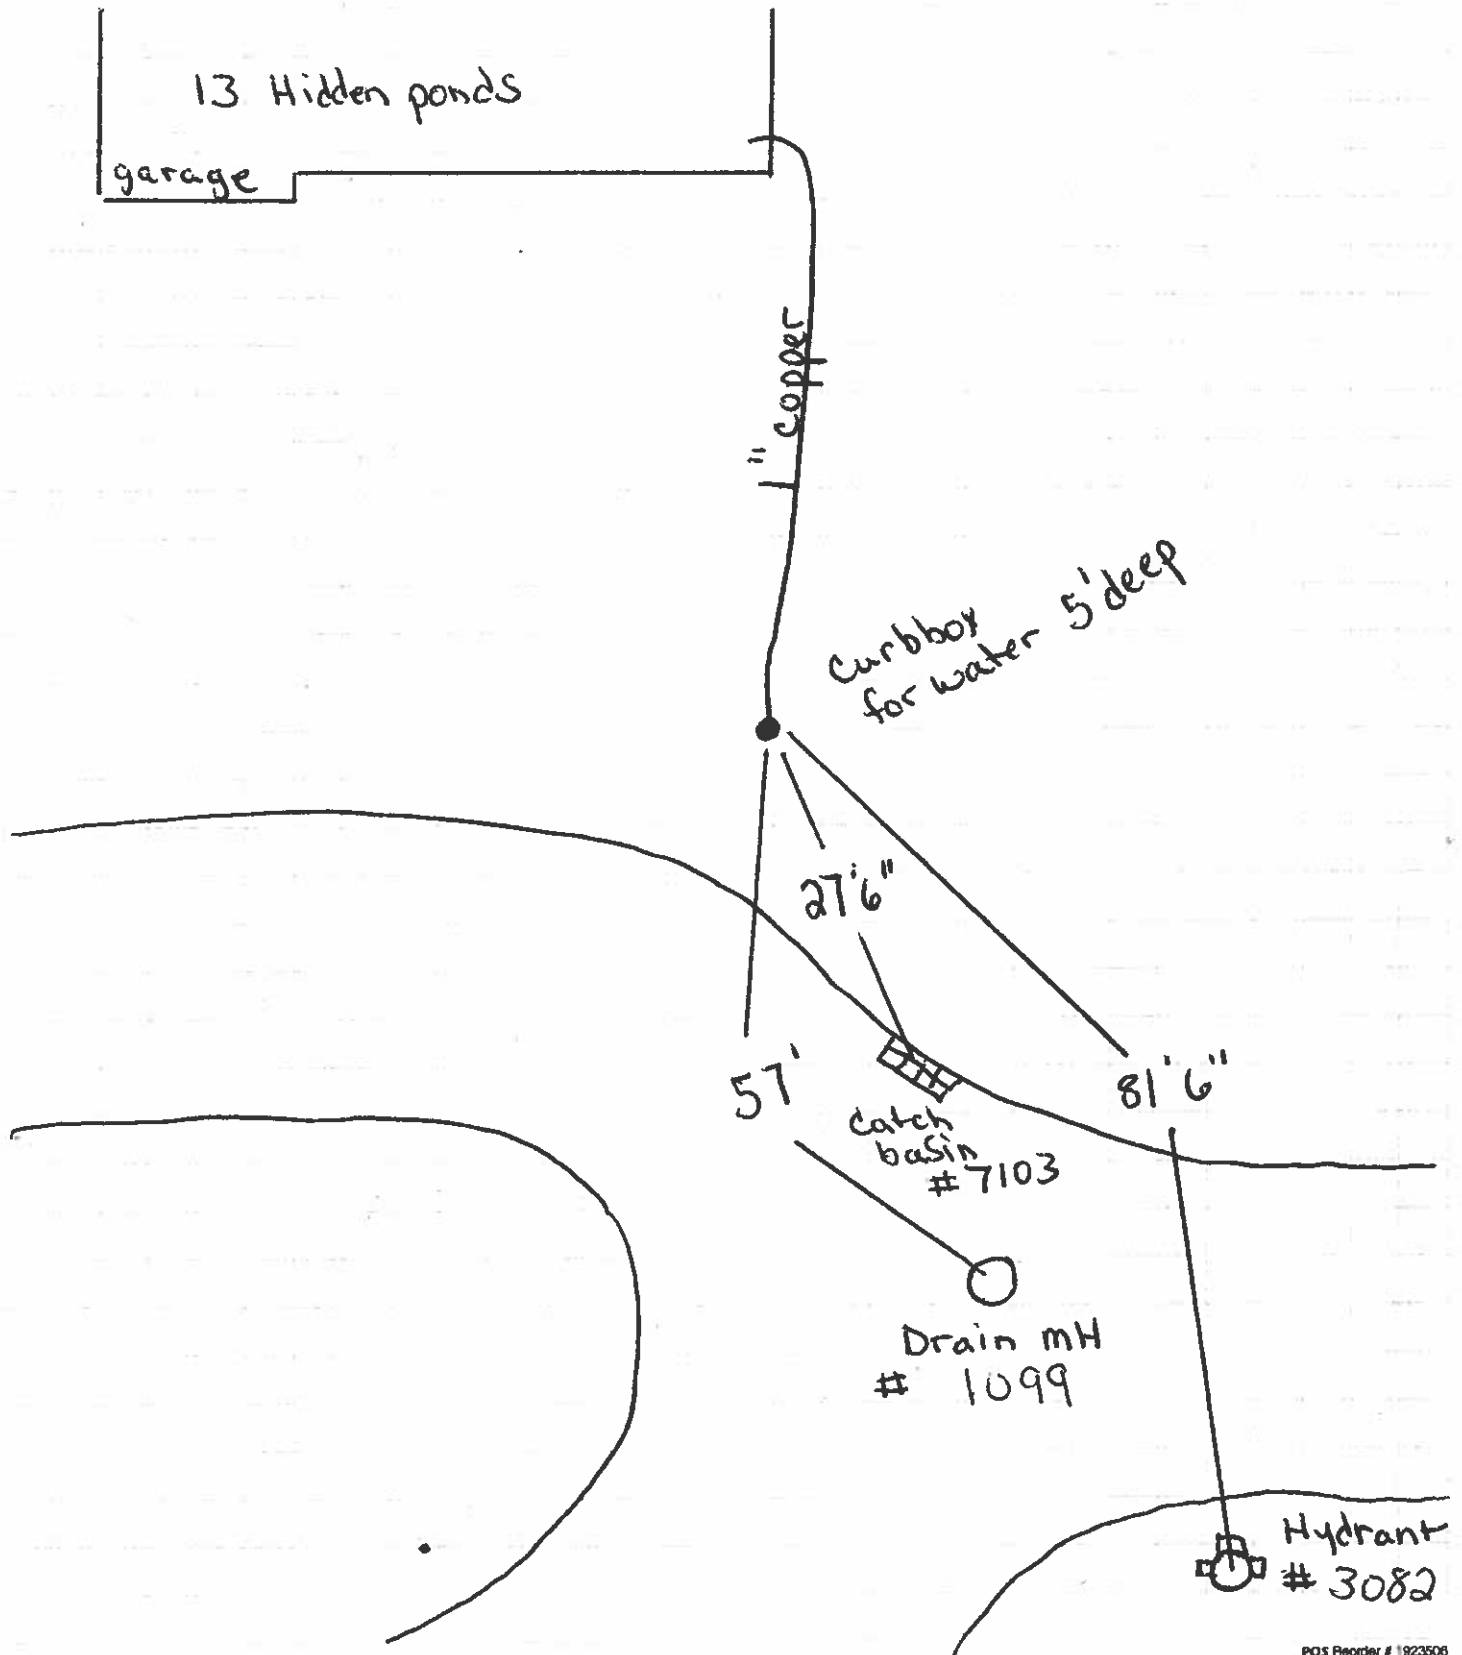 13 Hidden ponds
garage
1" copper
curbbox
for water 5' deep
27'6"
57'
81'6"
Catch
basin
# 7103
Drain mH
# 1099
Hydrant
# 3082
POS Reorder # 1923506